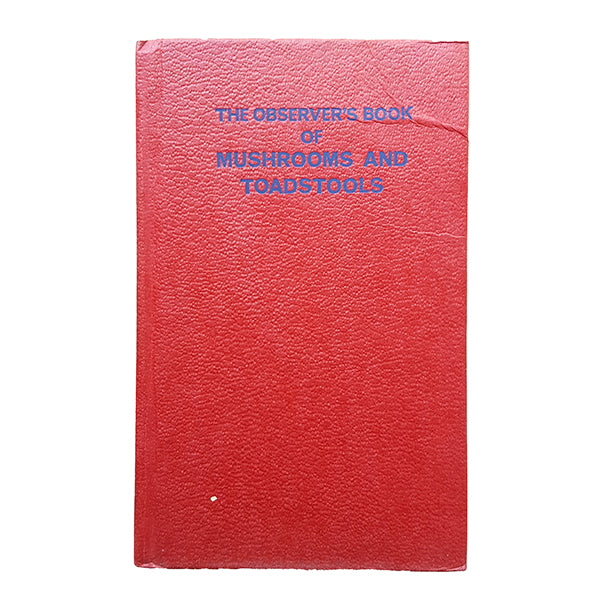 THE OBSERVER'S BOOK
OF
MUSHROOMS AND
TOADSTOOLS